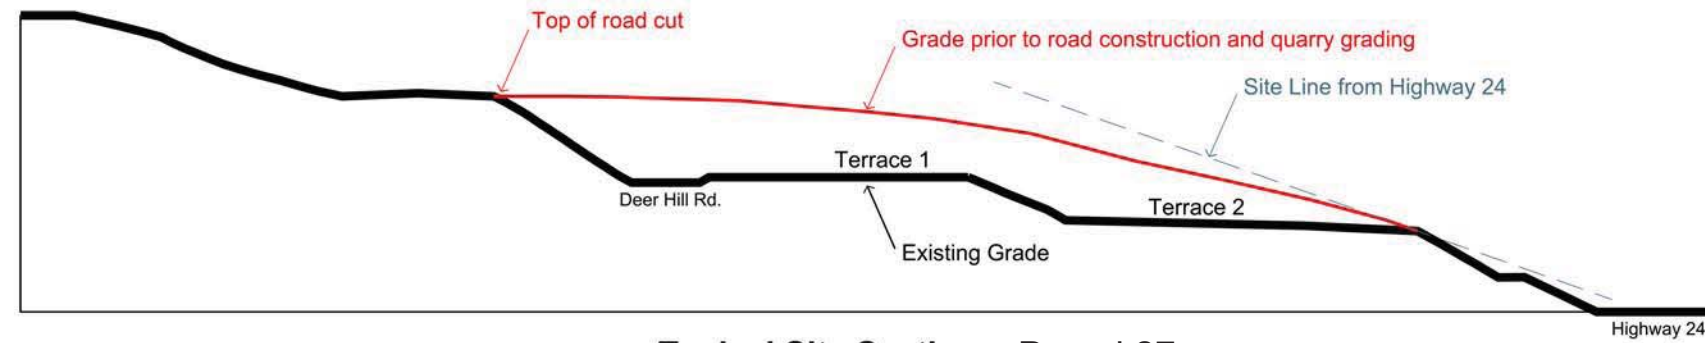 Top of road cut
Grade prior to road construction and quarry grading
Site Line from Highway 24
Terrace 1
Deer Hill Rd.
Terrace 2
Existing Grade
Highway 24